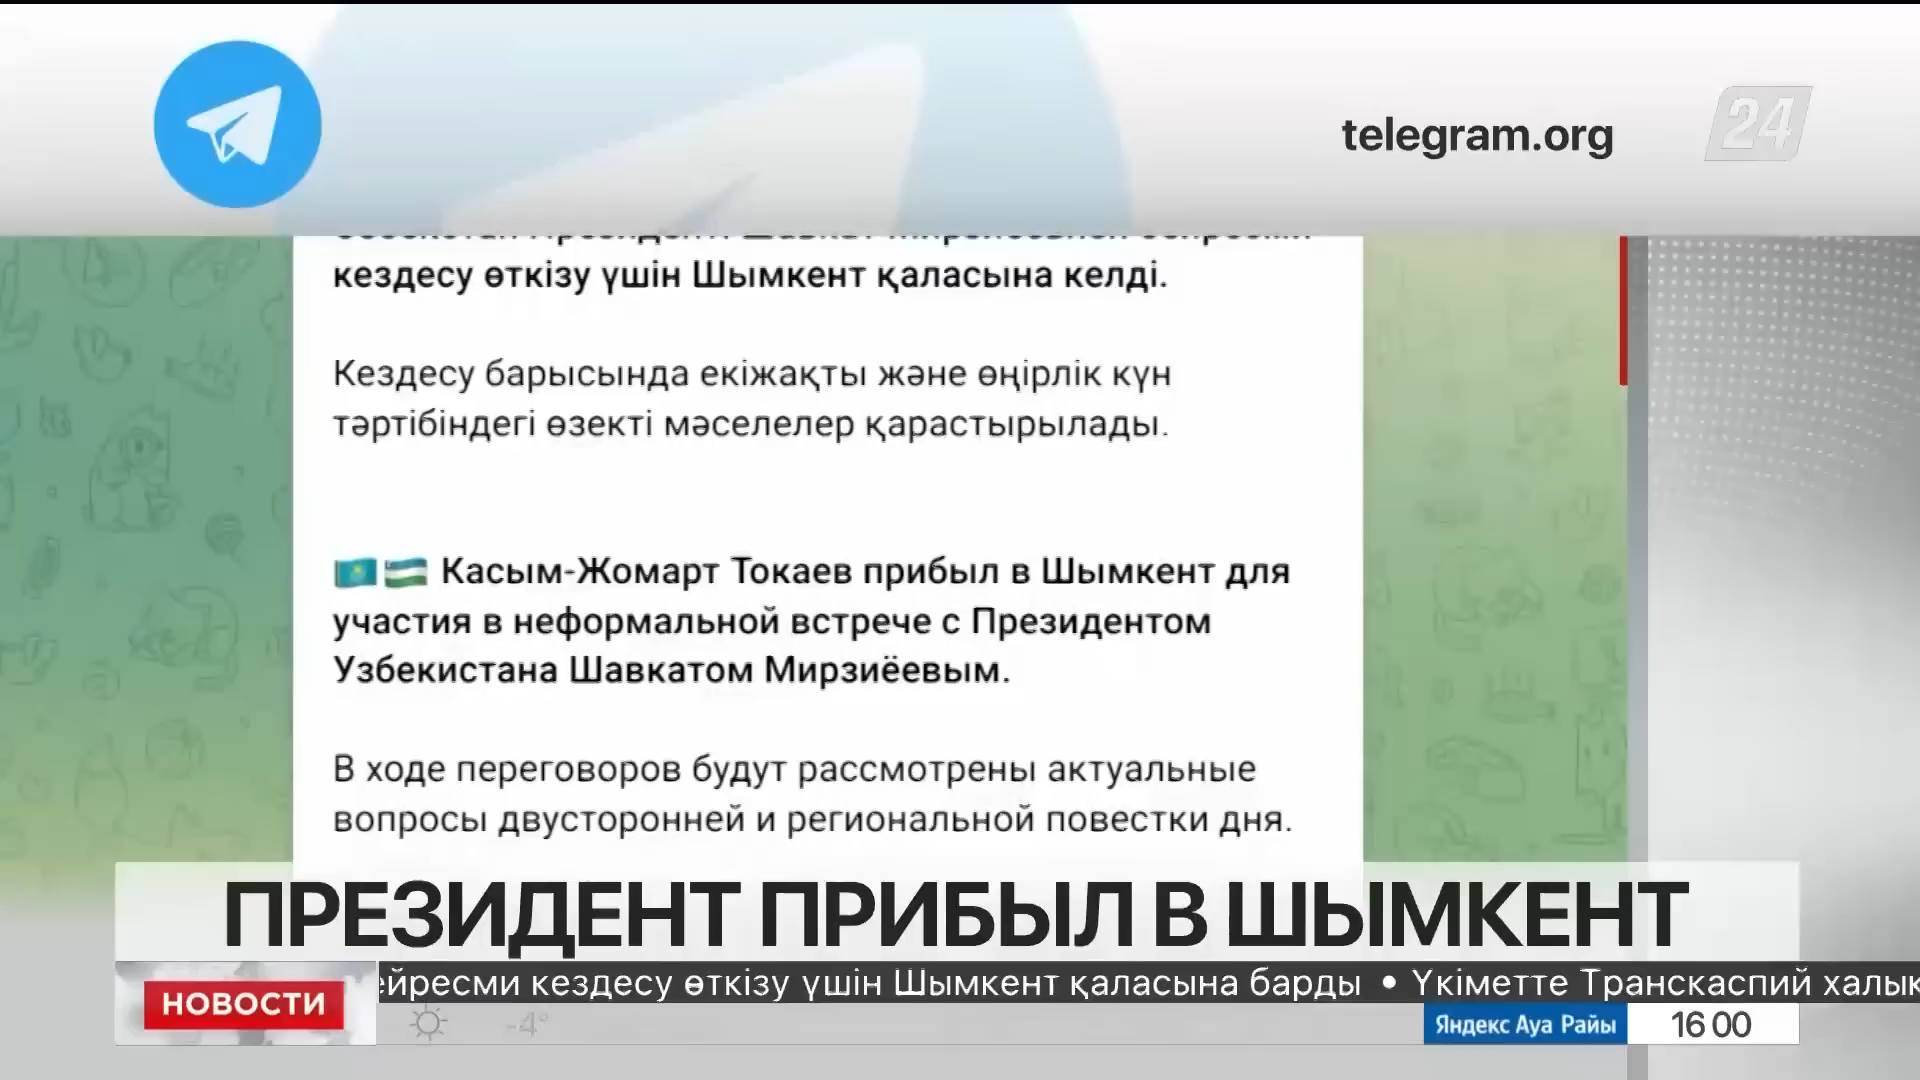 telegram.org
24
кездесу өткізу үшін Шымкент қаласына келді.
Кездесу барысында екіжақты және өңірлік күн
тәртібіндегі өзекті мәселелер қарастырылады.
Касым-Жомарт Токаев прибыл в Шымкент для
участия в неформальной встрече с Президентом
Узбекистана Шавкатом Мирзиёевым.
В ходе переговоров будут рассмотрены актуальные
вопросы двусторонней и региональной повестки дня.
ПРЕЗИДЕНТ ПРИБЫЛ В ШЫМКЕНТ
ейресми кездесу өткізу үшін Шымкент қаласына барды • Үкіметте Транскаспий халық
НОВОСТИ
-4°
Яндекс Ауа Райы
16 00